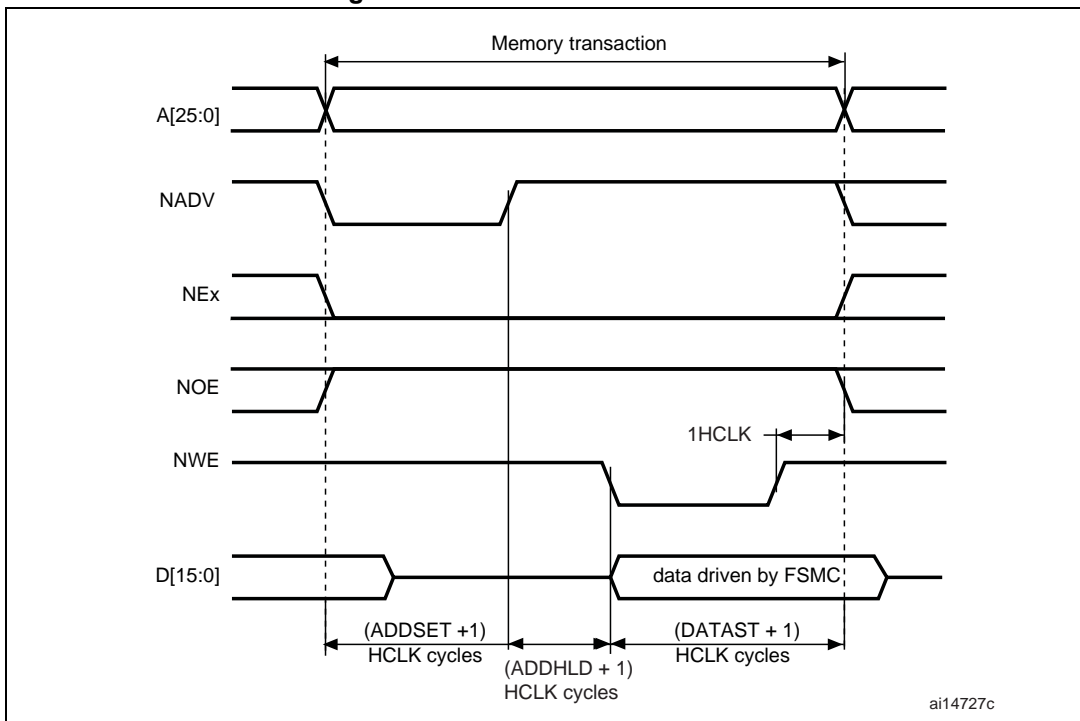 Memory transaction
A[25:0]
NADV
NEx
NOE
1HCLK
NWE
D[15:0]
data driven by FSMC
(ADDSET +1)
HCLK cycles
(ADDHLD + 1)
HCLK cycles
(DATAST + 1)
HCLK cycles
ai14727c